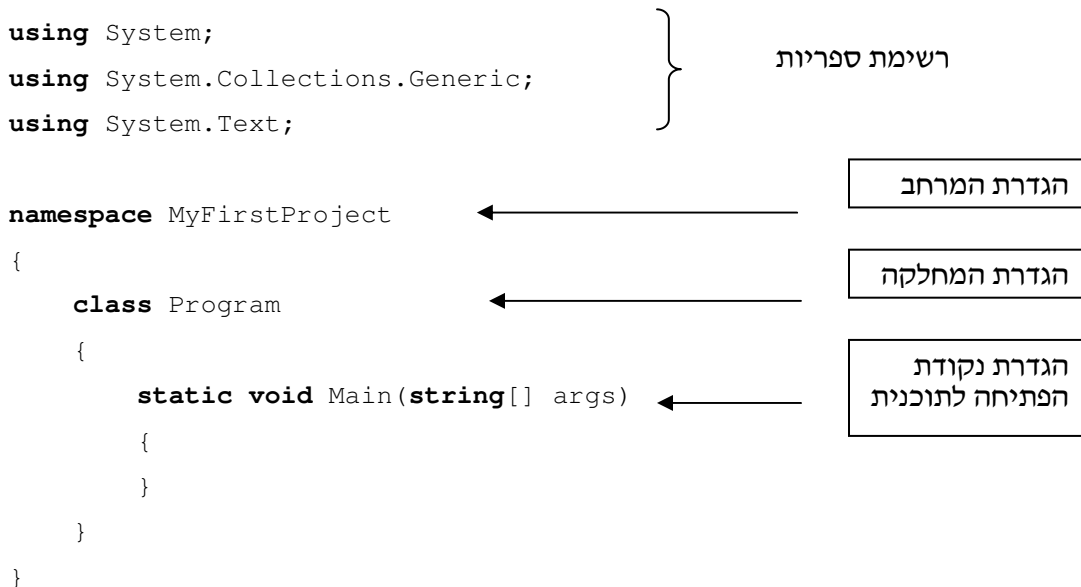 using System;
רשימת ספריות
using System.Collections.Generic;
using System.Text;
הגדרת המרחב
namespace MyFirstProject
{
הגדרת המחלקה
class Program
{
הגדרת נקודת
הפתיחה לתוכנית
static void Main(string[] args)
{
}
}
}